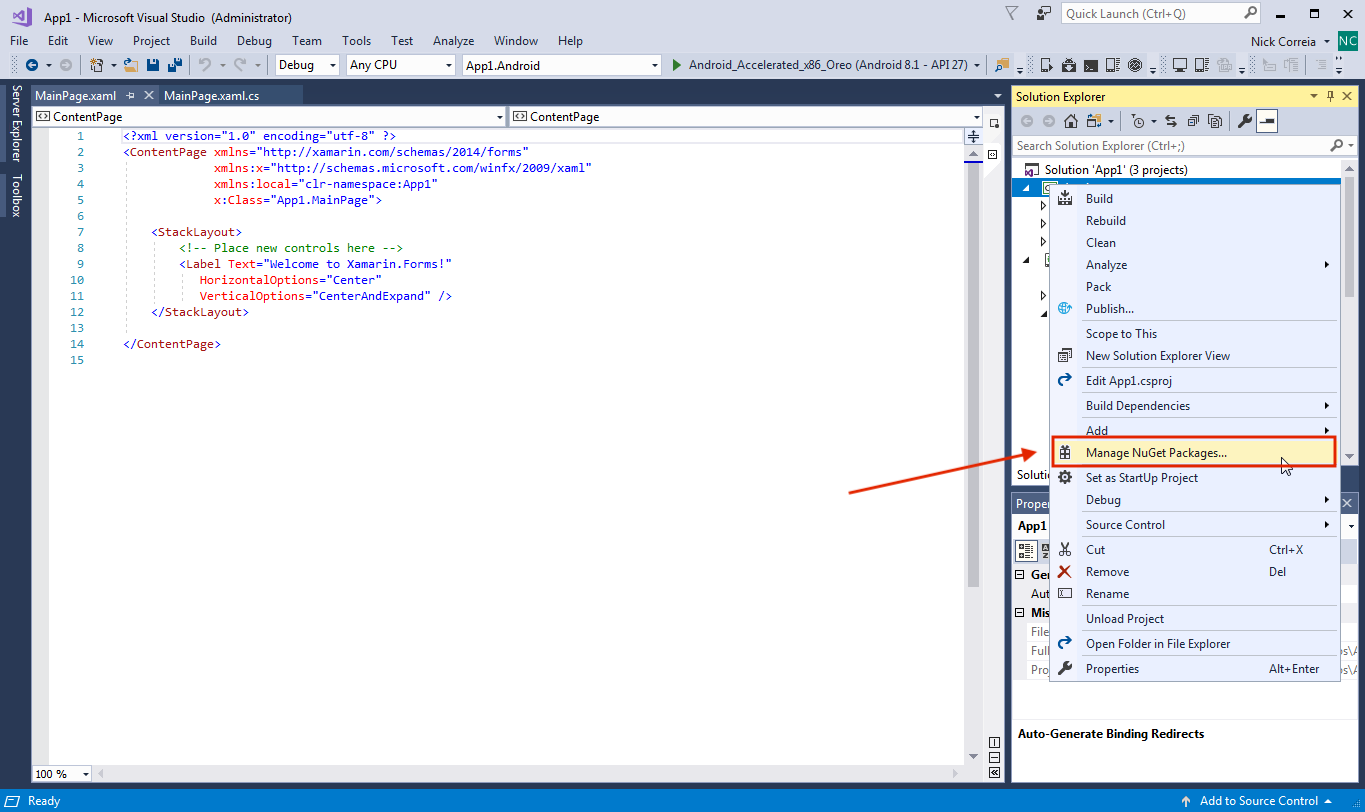 App1 - Microsoft Visual Studio (Administrator)
Quick Launch (Ctrl+Q)
File Edit View Project Build Debug Team Tools Test Analyze Window Help
Nick Correia NC
Debug Any CPU App1.Android Android_Accelerated_x86_Oreo (Android 8.1 - API 27)
Server Explorer
Toolbox
MainPage.xaml MainPage.xaml.cs
ContentPage ContentPage
1 <?xml version="1.0" encoding="utf-8" ?>
2 <ContentPage xmlns="http://xamarin.com/schemas/2014/forms"
3 xmlns:x="http://schemas.microsoft.com/winfx/2009/xaml"
4 xmlns:local="clr-namespace:App1"
5 x:Class="App1.MainPage">
6
7 <StackLayout>
8 <!-- Place new controls here -->
9 <Label Text="Welcome to Xamarin.Forms!"
10 HorizontalOptions="Center"
11 VerticalOptions="CenterAndExpand" />
12 </StackLayout>
13
14 </ContentPage>
15
100 %
Solution Explorer
Search Solution Explorer (Ctrl+;)
Solution 'App1' (3 projects)
Build
Rebuild
Clean
Analyze
Pack
Publish...
Scope to This
New Solution Explorer View
Edit App1.csproj
Build Dependencies
Add
Manage NuGet Packages...
Set as StartUp Project
Debug
Source Control
Cut Ctrl+X
Remove Del
Rename
Unload Project
Open Folder in File Explorer
Properties Alt+Enter
Solutio
Proper
App1
Ger
Aut
Mis
File
Full
Proj
Auto-Generate Binding Redirects
Ready
Add to Source Control